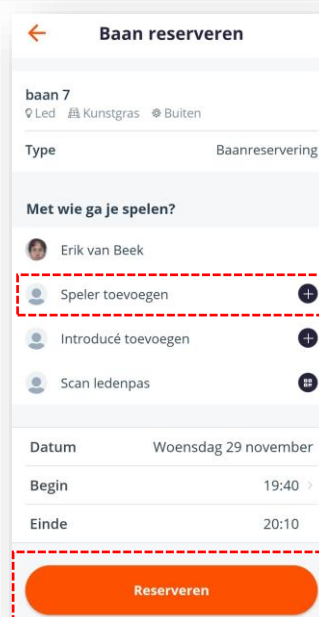 Baan reserveren
baan 7
Led Kunstgras Buiten
Type Baanreservering
Met wie ga je spelen?
Erik van Beek
Speler toevoegen
Introducé toevoegen
Scan ledenpas
Datum Woensdag 29 november
Begin 19:40
Einde 20:10
Reserveren